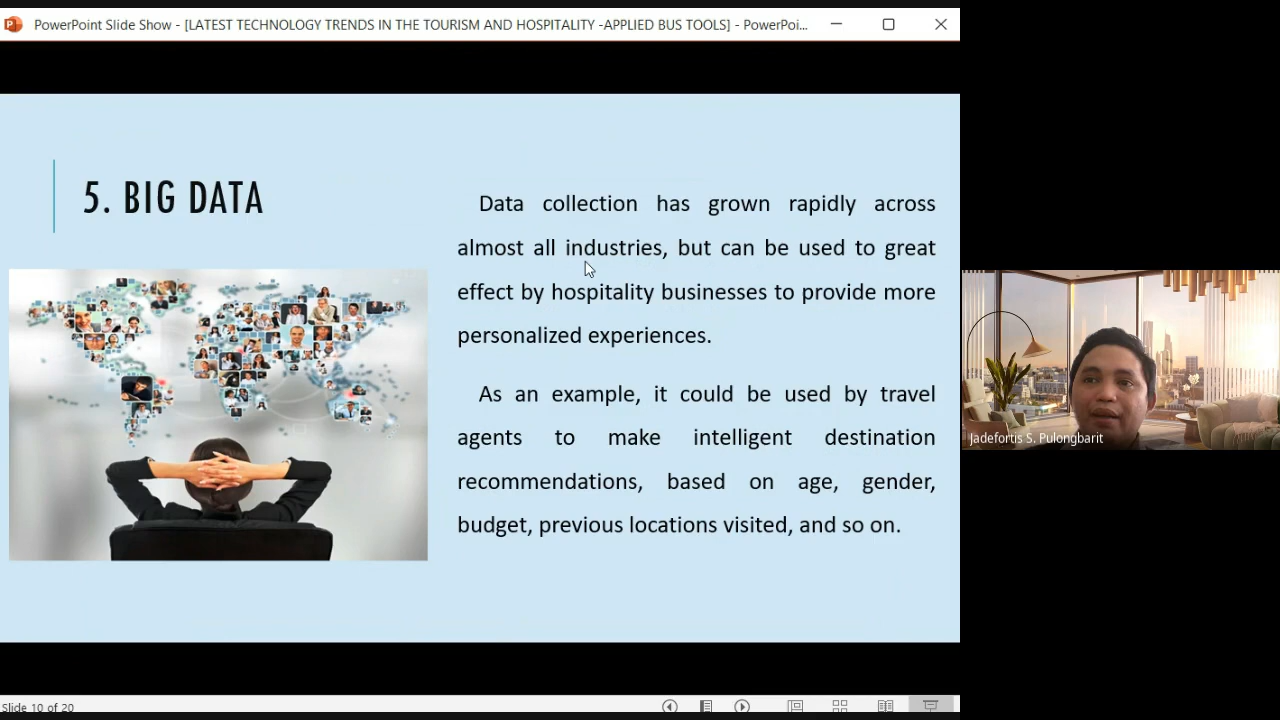 PowerPoint Slide Show - [LATEST TECHNOLOGY TRENDS IN THE TOURISM AND HOSPITALITY -APPLIED BUS TOOLS] - PowerPoi...
5. BIG DATA
Data collection has grown rapidly across
almost all industries, but can be used to great
effect by hospitality businesses to provide more
personalized experiences.
As an example, it could be used by travel
agents to make intelligent destination
recommendations, based on age, gender,
budget, previous locations visited, and so on.
Jadefortis S. Pulongbarit
Slide 10 of 20